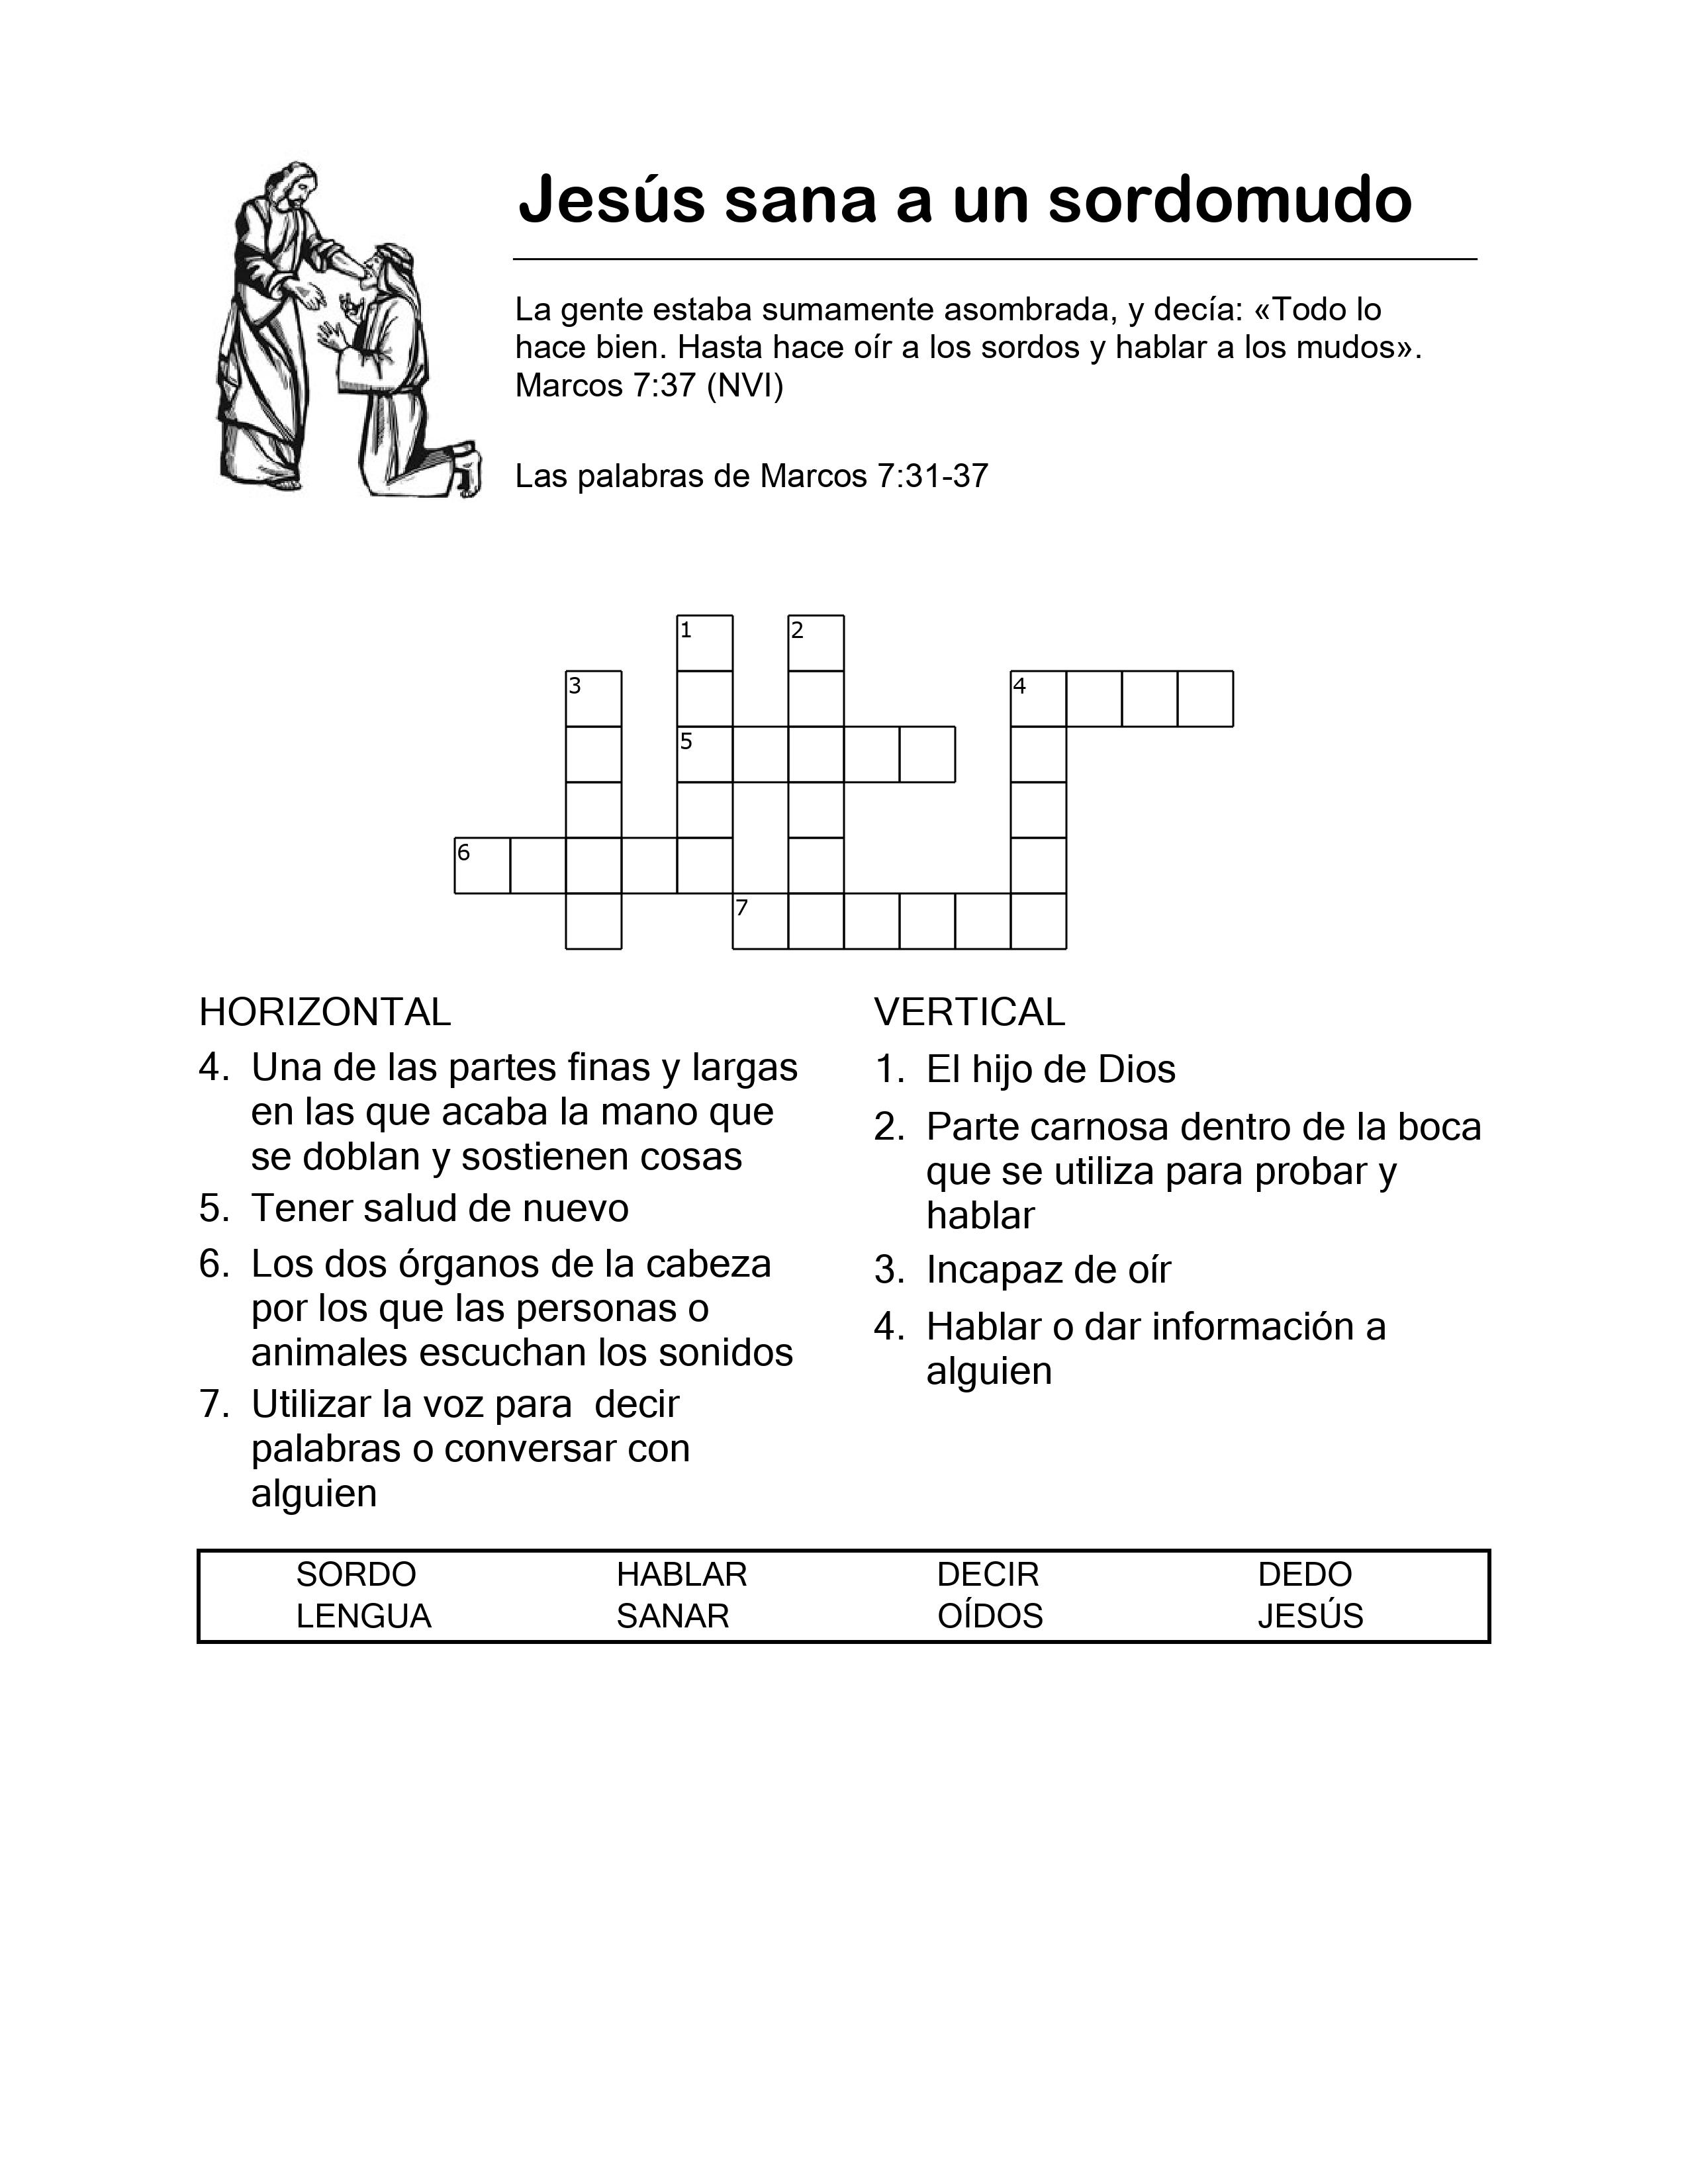 Jesús sana a un sordomudo
La gente estaba sumamente asombrada, y decía: «Todo lo
hace bien. Hasta hace oír a los sordos y hablar a los mudos».
Marcos 7:37 (NVI)
Las palabras de Marcos 7:31-37
1 2
3 4
5
6
7
HORIZONTAL
4. Una de las partes finas y largas
en las que acaba la mano que
se doblan y sostienen cosas
5. Tener salud de nuevo
6. Los dos órganos de la cabeza
por los que las personas o
animales escuchan los sonidos
7. Utilizar la voz para  decir
palabras o conversar con
alguien
VERTICAL
1. El hijo de Dios
2. Parte carnosa dentro de la boca
que se utiliza para probar y
hablar
3. Incapaz de oír
4. Hablar o dar información a
alguien
SORDO HABLAR DECIR DEDO
LENGUA SANAR OÍDOS JESÚS